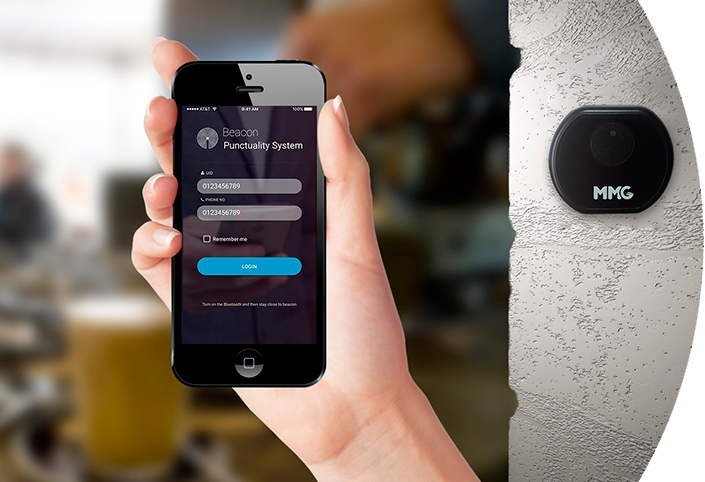 ●●●●● AT&T 9:41 AM 100%
Beacon
Punctuality System
UID
0123456789
PHONE NO
0123456789
Remember me
LOGIN
Turn on the Bluetooth and then stay close to beacon
MMG